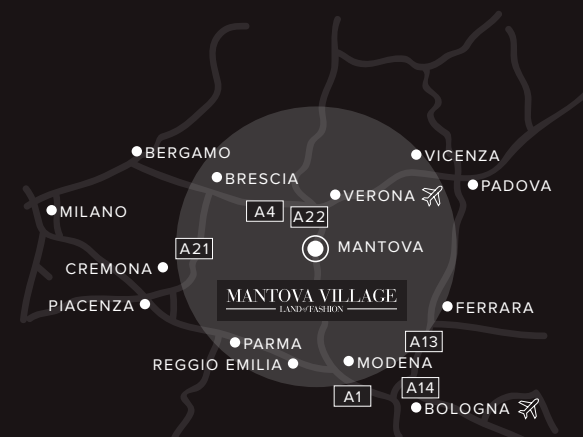 BERGAMO
VICENZA
BRESCIA
PADOVA
VERONA
MILANO
A4
A22
A21
MANTOVA
CREMONA
PIACENZA
MANTOVA VILLAGE
LAND of FASHION
FERRARA
A13
PARMA
REGGIO EMILIA
MODENA
A14
A1
BOLOGNA